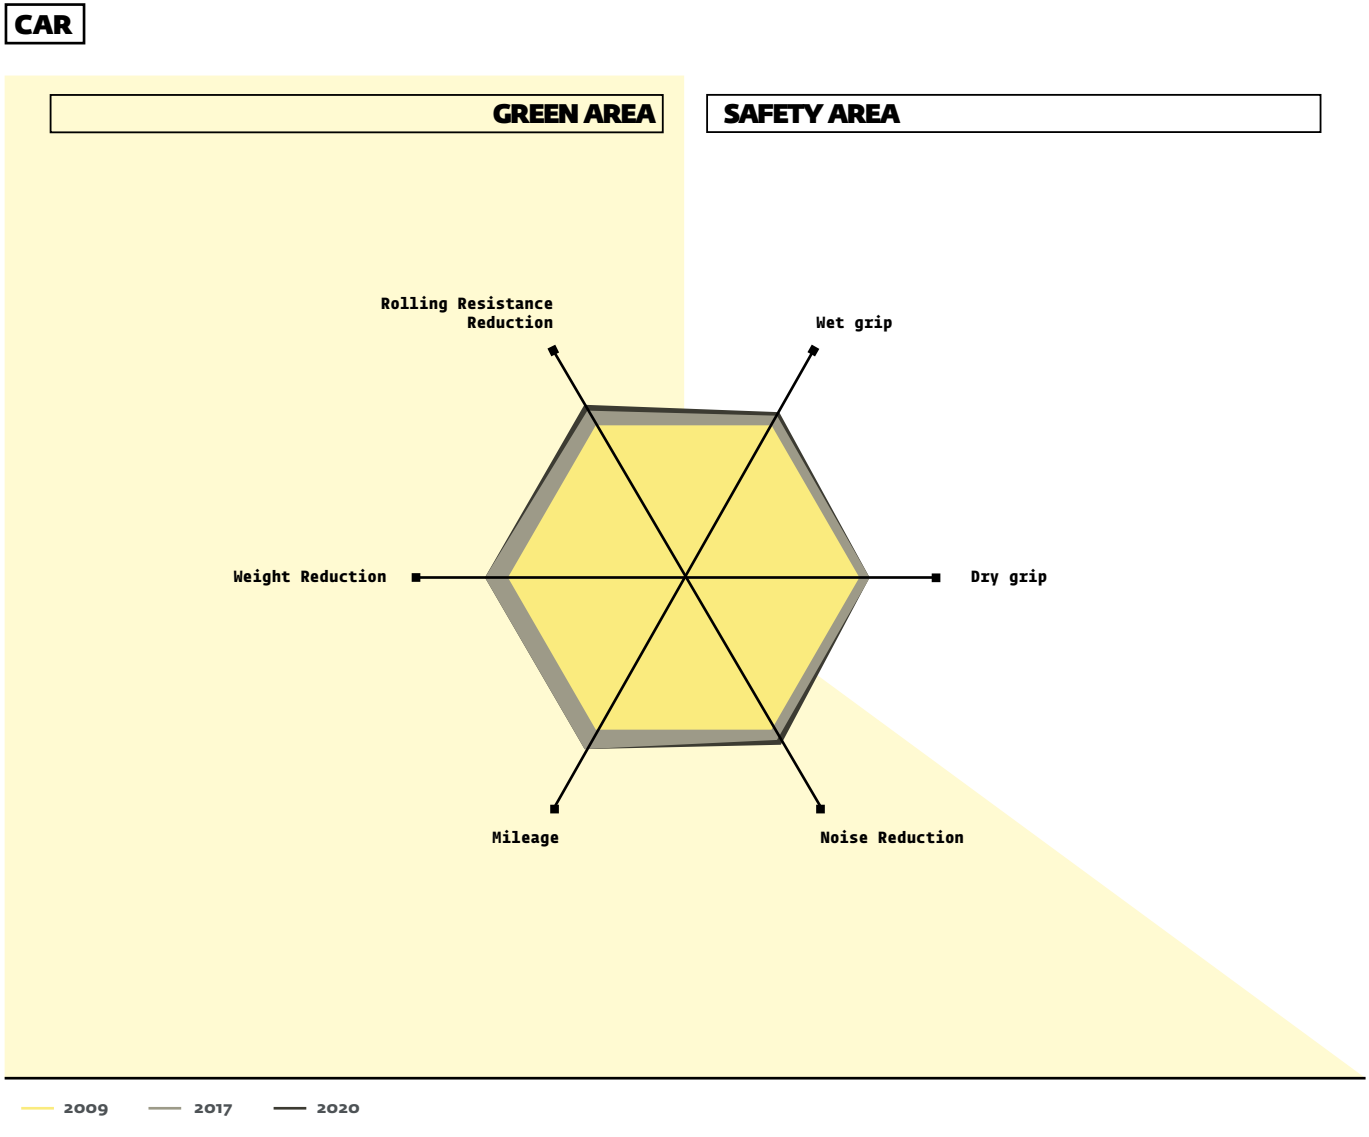 CAR
GREEN AREA
SAFETY AREA
Rolling Resistance
Reduction
Wet grip
Weight Reduction
Dry grip
Mileage
Noise Reduction
2009
2017
2020